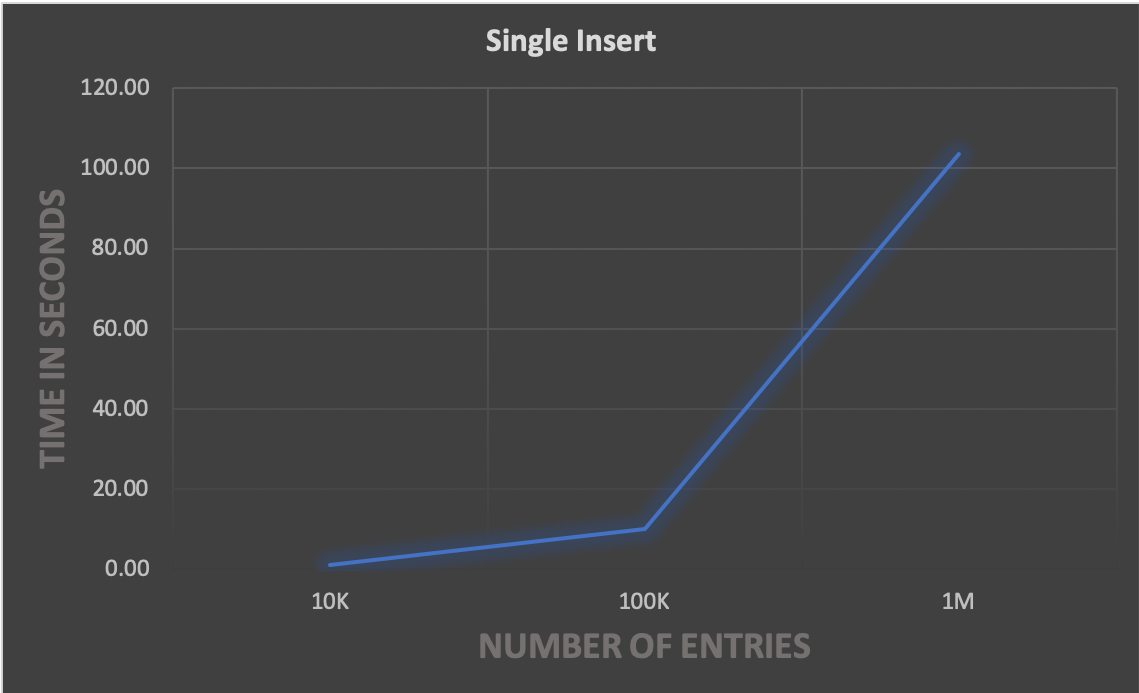 Single Insert
120.00
100.00
80.00
60.00
40.00
20.00
0.00
TIME IN SECONDS
10K 100K 1M
NUMBER OF ENTRIES